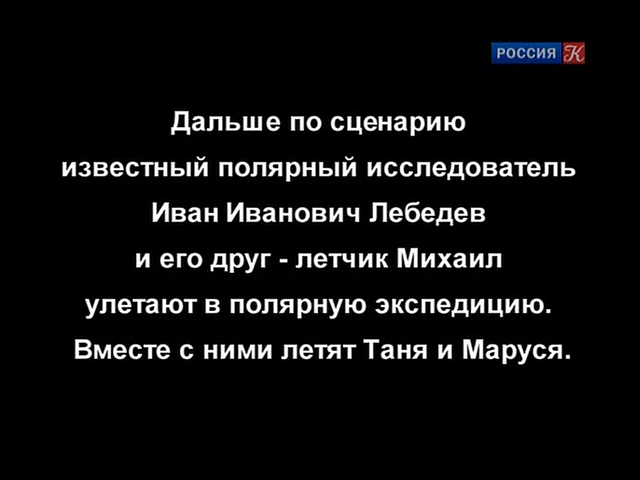 РОССИЯ К
Дальше по сценарию
известный полярный исследователь
Иван Иванович Лебедев
и его друг - летчик Михаил
улетают в полярную экспедицию.
Вместе с ними летят Таня и Маруся.